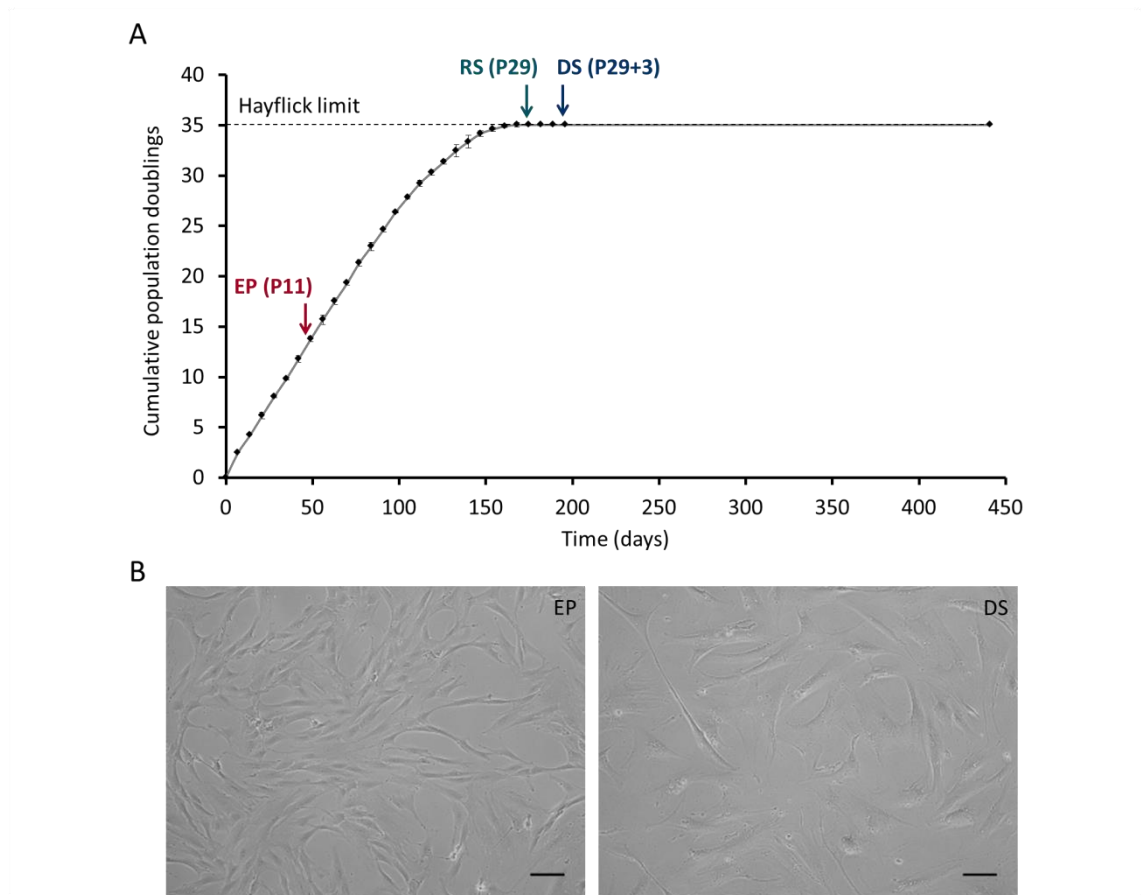 A
RS (P29) DS (P29+3)
Hayflick limit
EP (P11)
Cumulative population doublings
40
35
30
25
20
15
10
5
0
0 50 100 150 200 250 300 350 400 450
Time (days)
B
EP
DS